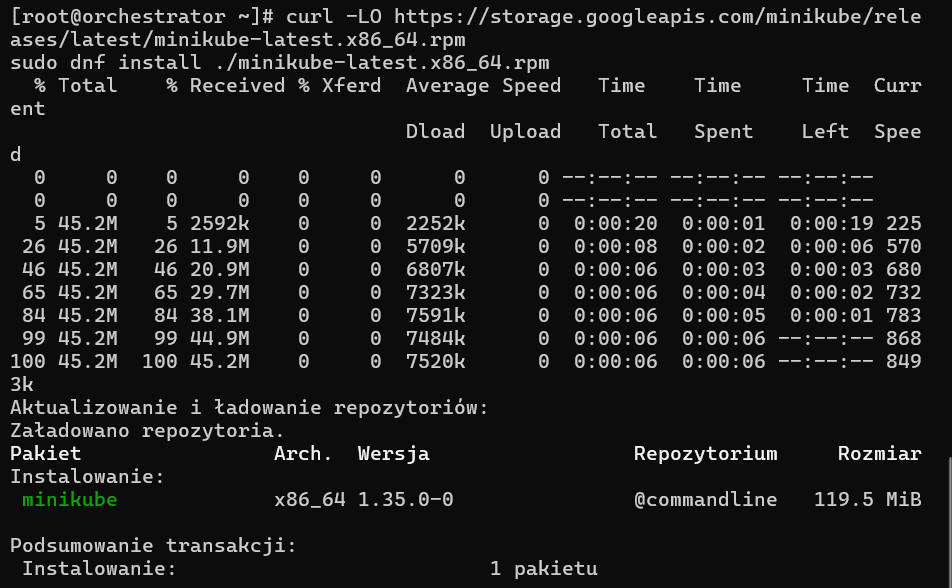 [root@orchestrator ~]# curl -LO https://storage.googleapis.com/minikube/rele
ases/latest/minikube-latest.x86_64.rpm
sudo dnf install ./minikube-latest.x86_64.rpm
  % Total    % Received % Xferd  Average Speed   Time    Time     Time  Curr
ent
                                 Dload  Upload   Total   Spent    Left  Spee
d
  0     0    0     0    0     0      0      0 --:--:-- --:--:-- --:--:--
  0     0    0     0    0     0      0      0 --:--:-- --:--:-- --:--:--
  5 45.2M    5 2592k    0     0  2252k      0  0:00:20  0:00:01  0:00:19 225
 26 45.2M   26 11.9M    0     0  5709k      0  0:00:08  0:00:02  0:00:06 570
 46 45.2M   46 20.9M    0     0  6807k      0  0:00:06  0:00:03  0:00:03 680
 65 45.2M   65 29.7M    0     0  7323k      0  0:00:06  0:00:04  0:00:02 732
 84 45.2M   84 38.1M    0     0  7591k      0  0:00:06  0:00:05  0:00:01 783
 99 45.2M   99 44.9M    0     0  7484k      0  0:00:06  0:00:06 --:--:-- 868
100 45.2M  100 45.2M    0     0  7520k      0  0:00:06  0:00:06 --:--:-- 849
3k
Aktualizowanie i ładowanie repozytoriów:
Załadowano repozytoria.
Pakiet                Arch.  Wersja                 Repozytorium     Rozmiar
Instalowanie:
 minikube             x86_64 1.35.0-0               @commandline   119.5 MiB

Podsumowanie transakcji:
 Instalowanie:                          1 pakietu